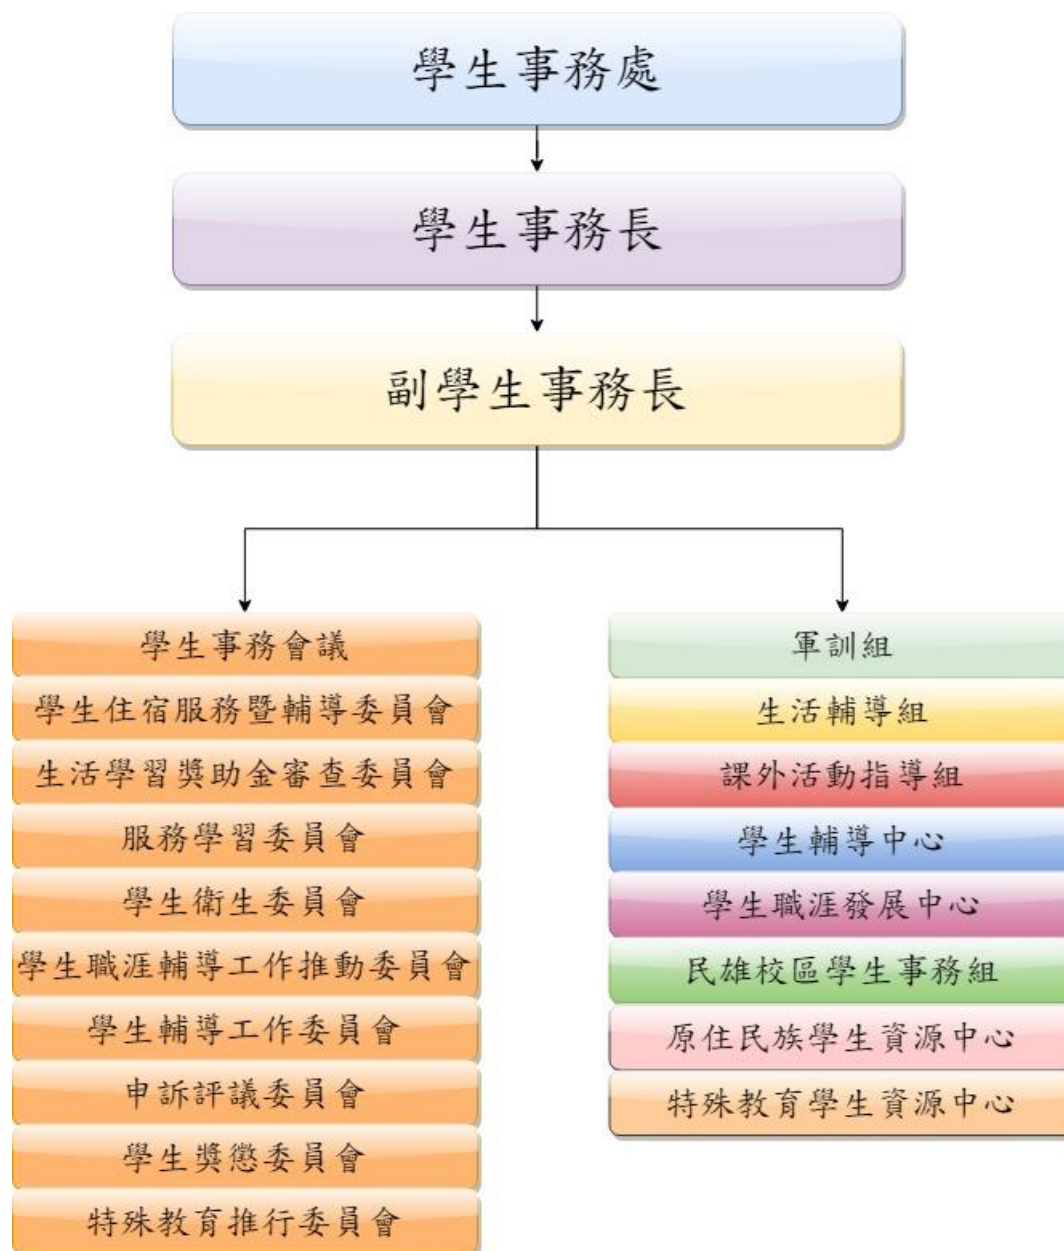 學生事務處
學生事務長
副學生事務長
學生事務會議
學生住宿服務暨輔導委員會
生活學習獎助金審查委員會
服務學習委員會
學生衛生委員會
學生職涯輔導工作推動委員會
學生輔導工作委員會
申訴評議委員會
學生獎懲委員會
特殊教育推行委員會
軍訓組
生活輔導組
課外活動指導組
學生輔導中心
學生職涯發展中心
民雄校區學生事務組
原住民族學生資源中心
特殊教育學生資源中心